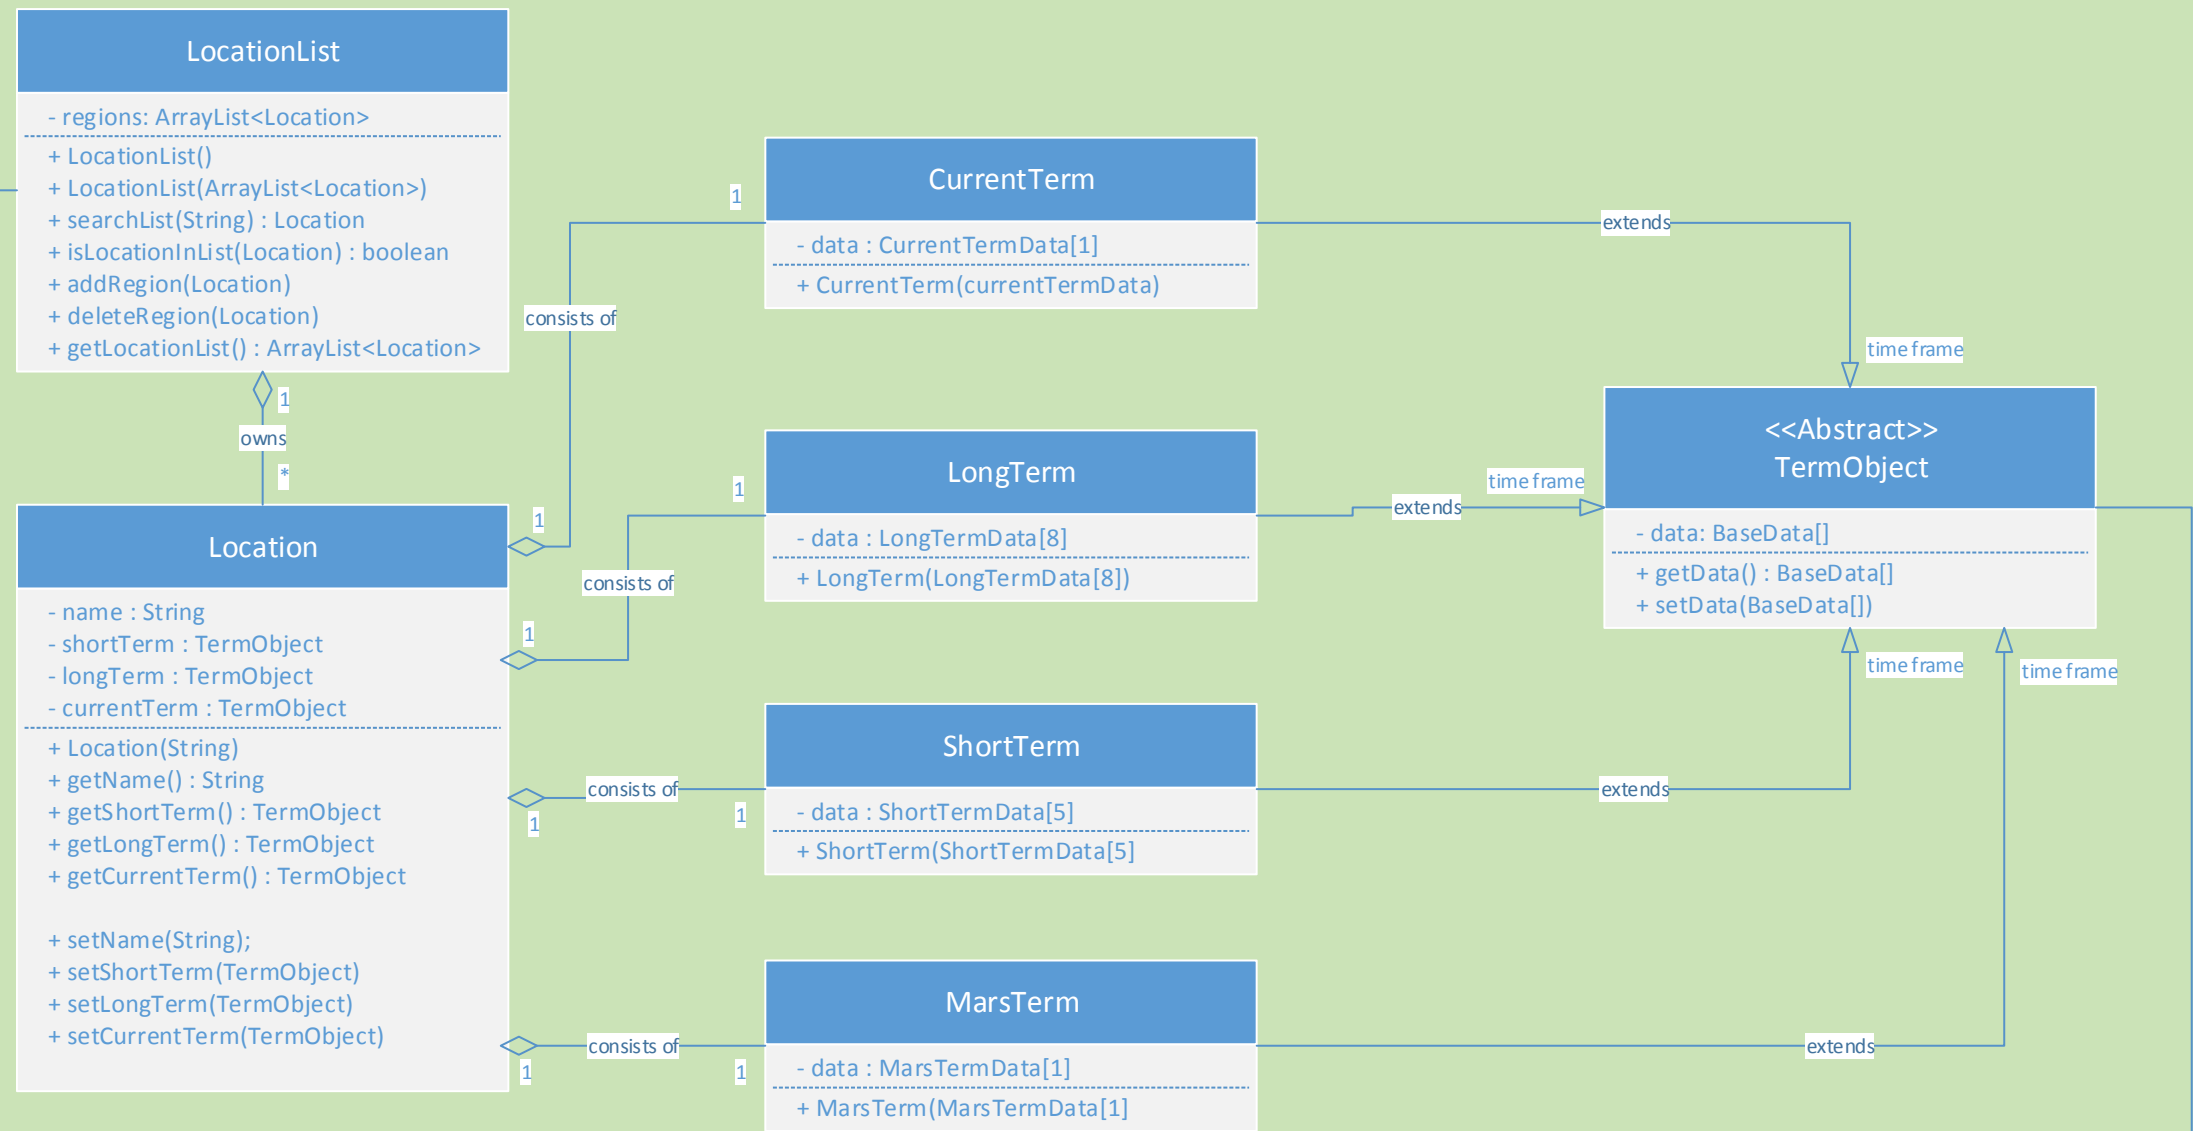 LocationList
- regions: ArrayList<Location>
+ LocationList()
+ LocationList(ArrayList<Location>)
+ searchList(String) : Location
+ isLocationInList(Location) : boolean
+ addRegion(Location)
+ deleteRegion(Location)
+ getLocationList() : ArrayList<Location>
1
owns
*
Location
- name : String
- shortTerm : TermObject
- longTerm : TermObject
- currentTerm : TermObject
+ Location(String)
+ getName() : String
+ getShortTerm() : TermObject
+ getLongTerm() : TermObject
+ getCurrentTerm() : TermObject
+ setName(String);
+ setShortTerm(TermObject)
+ setLongTerm(TermObject)
+ setCurrentTerm(TermObject)
1
consists of
1
CurrentTerm
- data : CurrentTermData[1]
+ CurrentTerm(currentTermData)
extends
time frame
1
consists of
1
LongTerm
- data : LongTermData[8]
+ LongTerm(LongTermData[8])
extends
time frame
1
consists of
1
ShortTerm
- data : ShortTermData[5]
+ ShortTerm(ShortTermData[5]
extends
time frame
1
consists of
1
MarsTerm
- data : MarsTermData[1]
+ MarsTerm(MarsTermData[1]
extends
time frame
<<Abstract>>
TermObject
- data: BaseData[]
+ getData() : BaseData[]
+ setData(BaseData[])